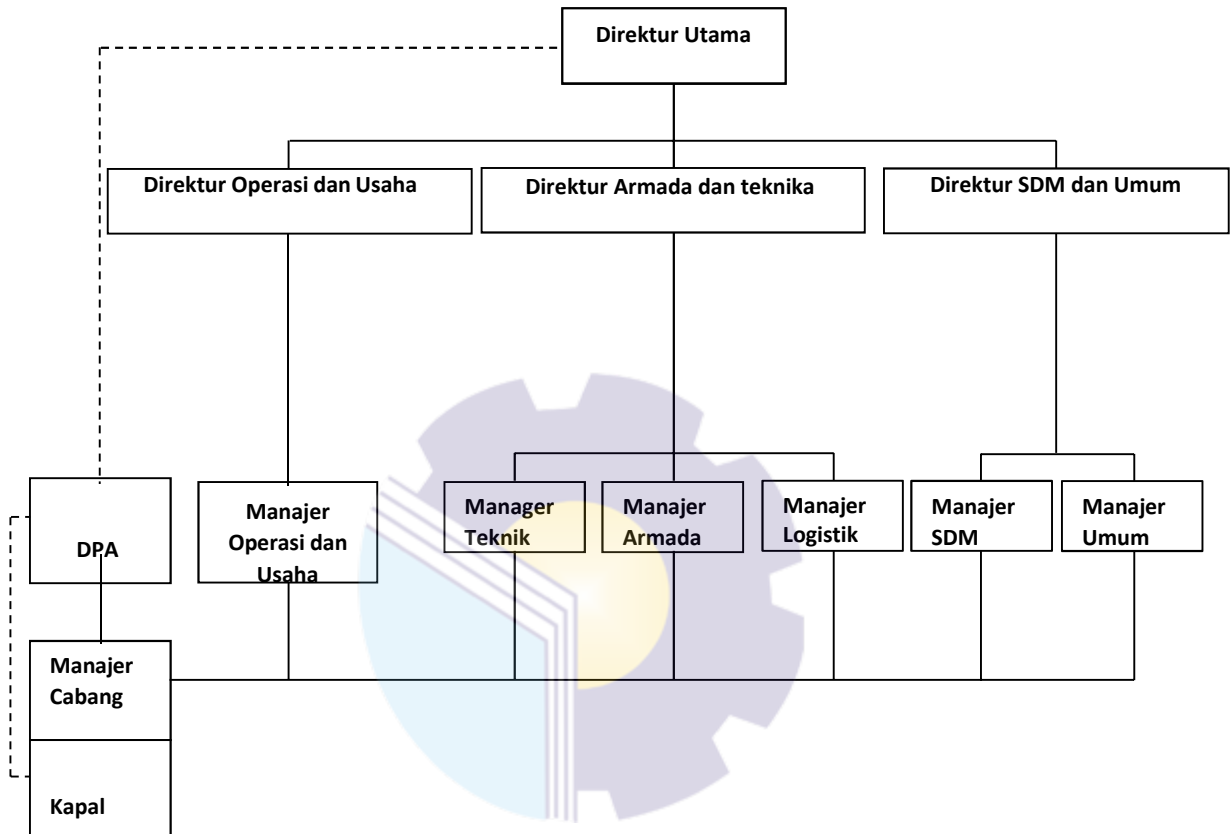 Direktur Utama
Direktur Operasi dan Usaha
Direktur Armada dan teknika
Direktur SDM dan Umum
DPA
Manajer
Operasi dan
Usaha
Manager
Teknik
Manajer
Armada
Manajer
Logistik
Manajer
SDM
Manajer
Umum
Manajer
Cabang
Kapal